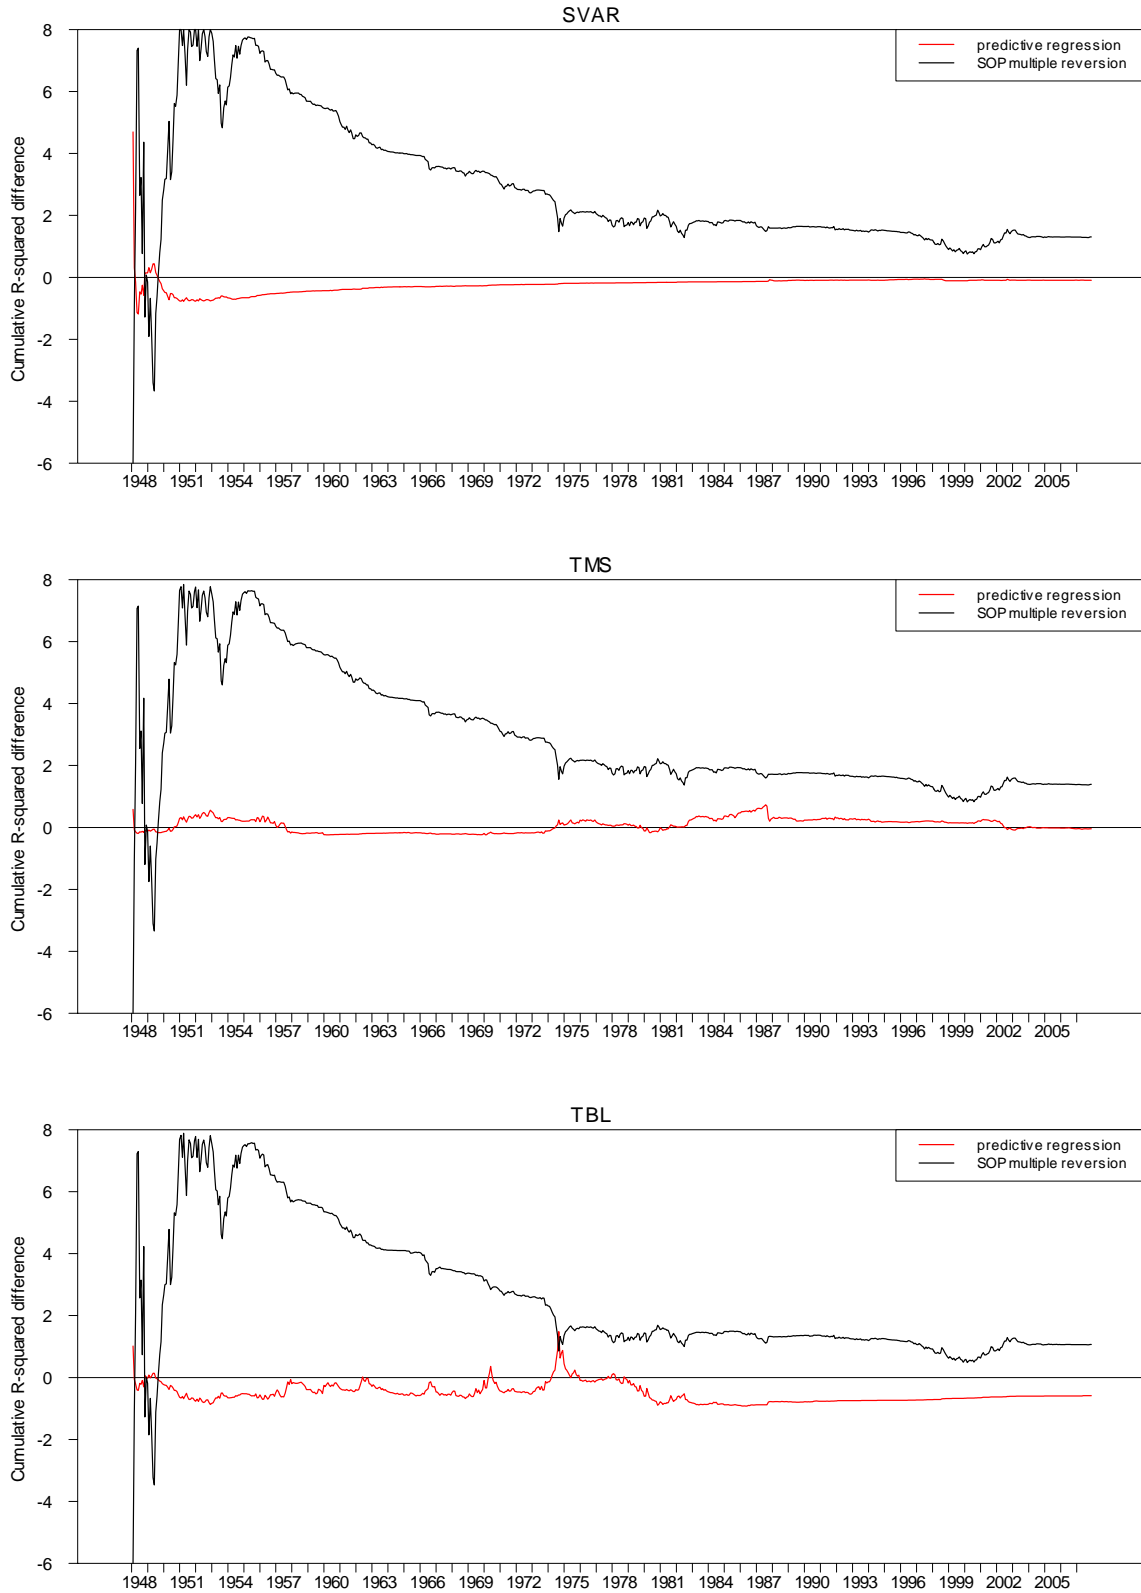 SVAR
predictive regression
SOP multiple reversion
Cumulative R-squared difference
8
6
4
2
0
-2
-4
-6
1948 1951 1954 1957 1960 1963 1966 1969 1972 1975 1978 1981 1984 1987 1990 1993 1996 1999 2002 2005
TMS
predictive regression
SOP multiple reversion
Cumulative R-squared difference
8
6
4
2
0
-2
-4
-6
1948 1951 1954 1957 1960 1963 1966 1969 1972 1975 1978 1981 1984 1987 1990 1993 1996 1999 2002 2005
TBL
predictive regression
SOP multiple reversion
Cumulative R-squared difference
8
6
4
2
0
-2
-4
-6
1948 1951 1954 1957 1960 1963 1966 1969 1972 1975 1978 1981 1984 1987 1990 1993 1996 1999 2002 2005